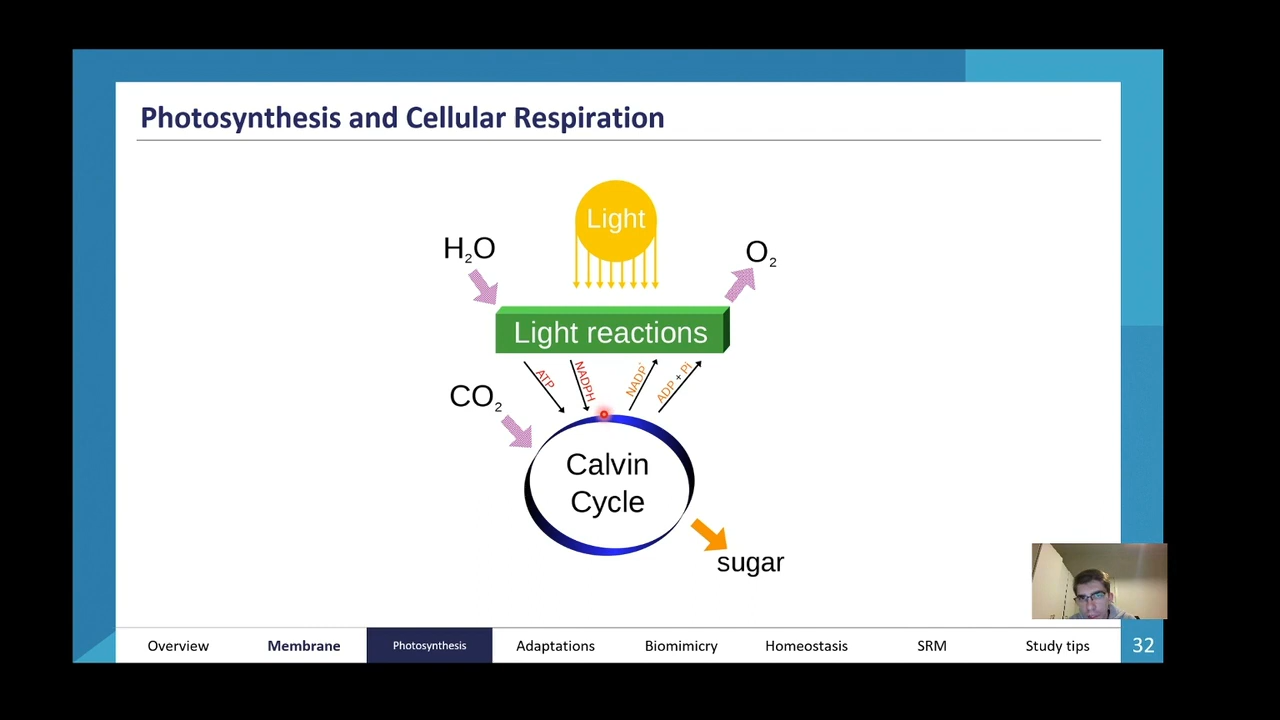 Photosynthesis and Cellular Respiration
Light
H₂O
O₂
Light reactions
ATP
NADPH
NADP⁺
ADP + Pi
CO₂
Calvin
Cycle
sugar
Overview
Membrane
Photosynthesis
Adaptations
Biomimicry
Homeostasis
SRM
Study tips
32